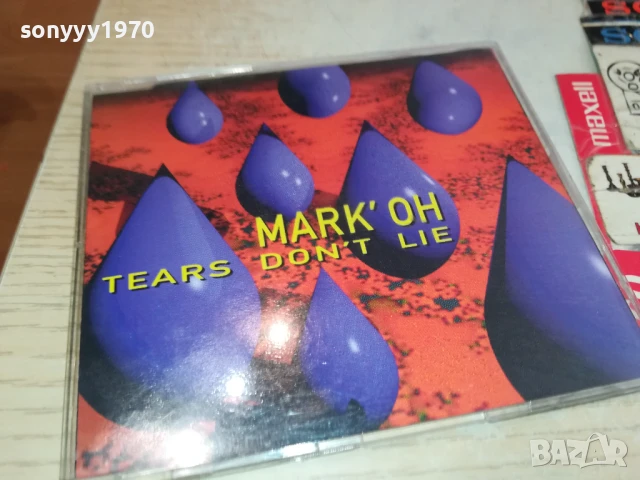 sonyyy1970
MARK' OH
TEARS DON'T LIE
maxell
BAZAR